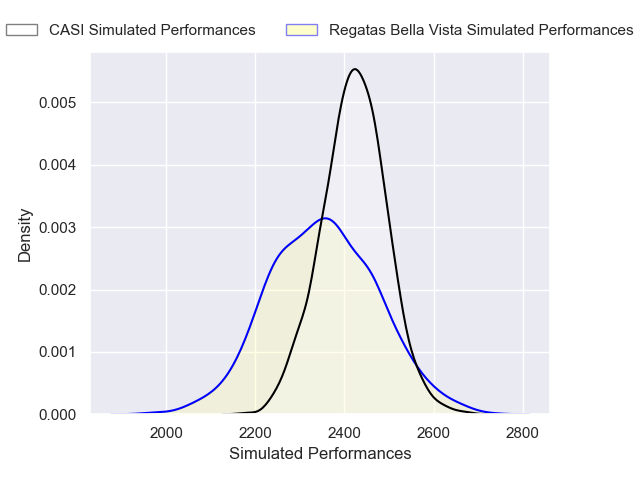 CASI Simulated Performances
Regatas Bella Vista Simulated Performances
Density
0.005
0.004
0.003
0.002
0.001
0.000
2000 2200 2400 2600 2800
Simulated Performances